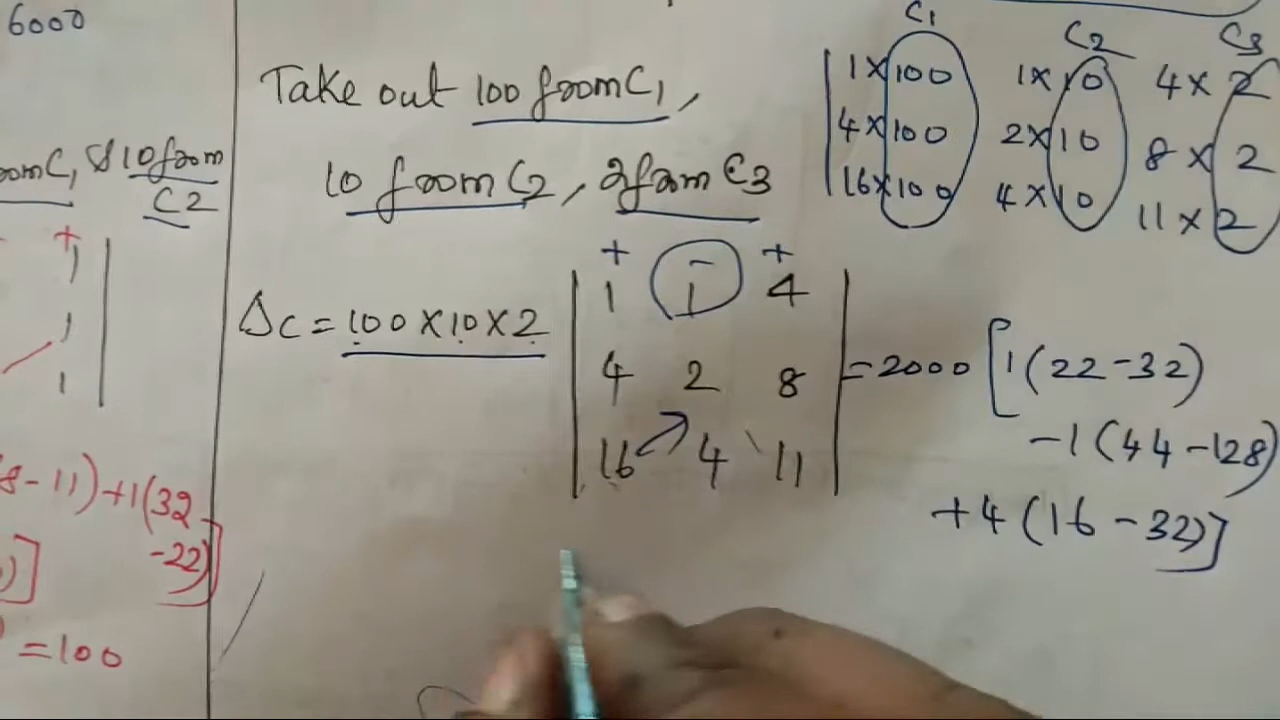 6000
omC1 & 10 from
C2
+
1
1
1
8-11) +1(32
-22)]
)]
=100
Take out 100 from C1,
10 from C2, 2 from C3
C1 C2 C3
1×100 1×10 4×2
4×100 2×10 8×2
16×100 4×10 11×2
+ - +
1 1 4
Δc = 100×10×2
4 2 8
16 4 11
=2000 [1(22-32)
-1(44-128)
+4(16-32)]